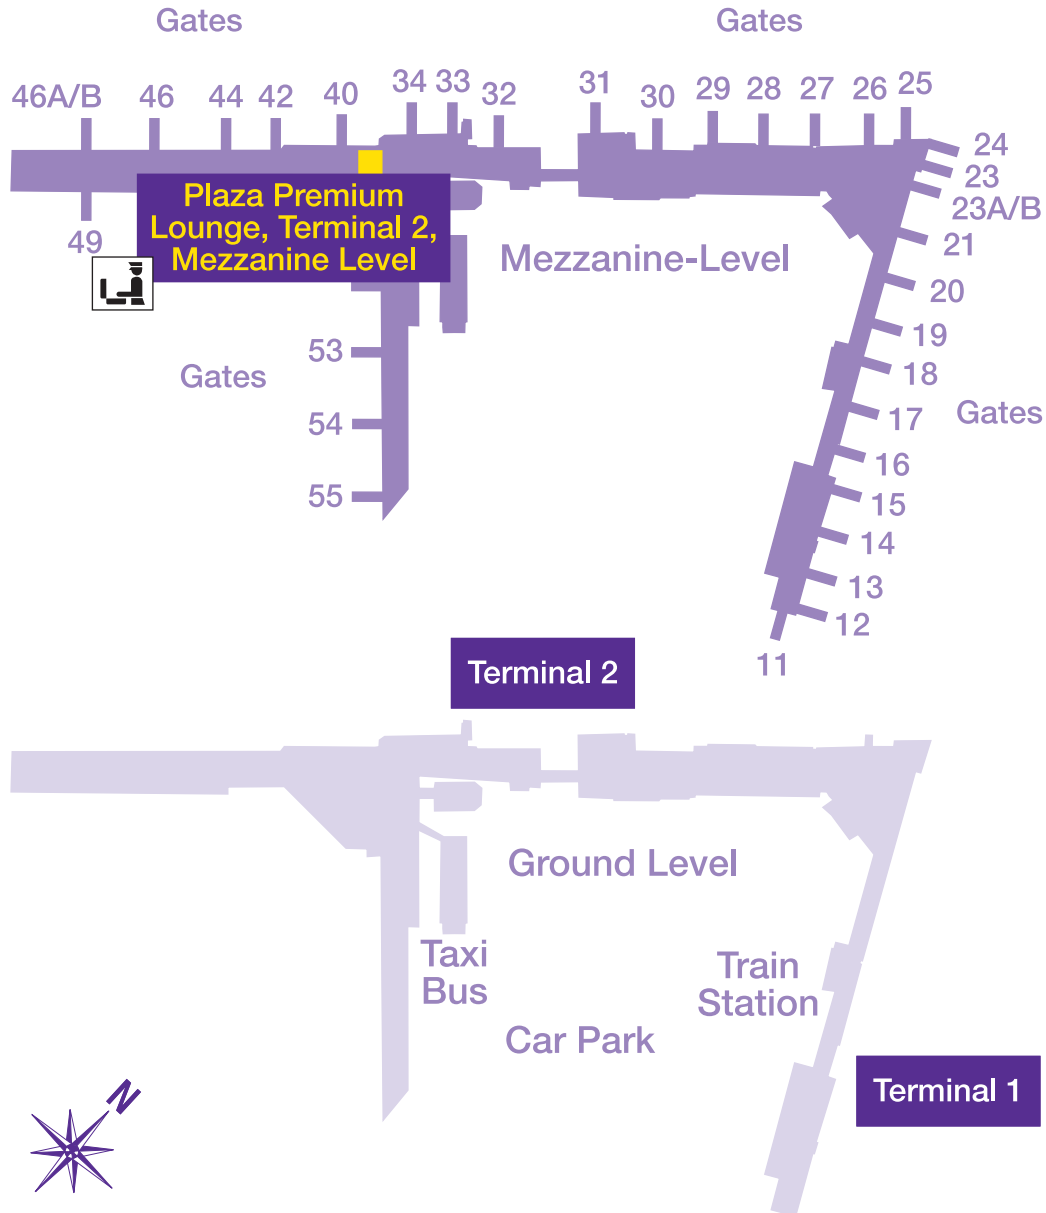 Gates
Gates
46A/B
46
44
42
40
34
33
32
31
30
29
28
27
26
25
24
23
23A/B
21
20
19
18
17
16
15
14
13
12
11
49
Plaza Premium
Lounge, Terminal 2,
Mezzanine Level
Mezzanine-Level
53
Gates
54
55
Gates
Terminal 2
Ground Level
Taxi
Bus
Train
Station
Car Park
Terminal 1
N